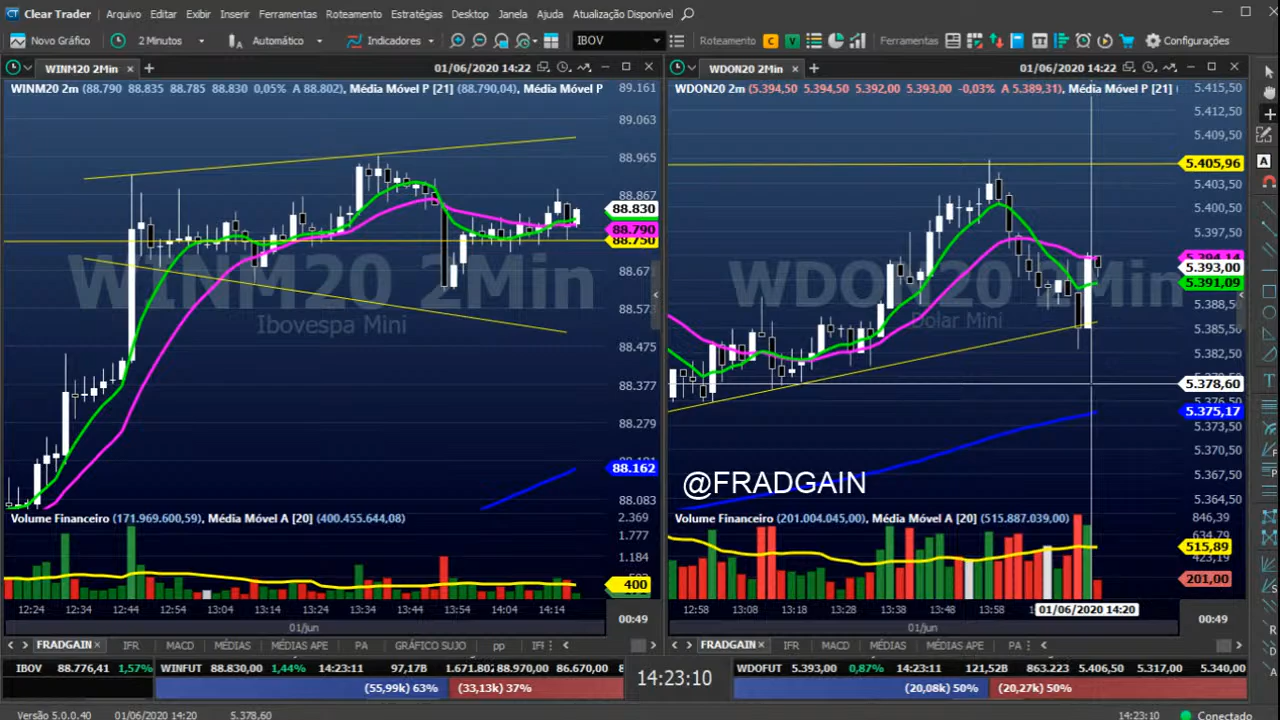 Clear Trader Arquivo Editar Exibir Inserir Ferramentas Roteamento Estratégias Desktop Janela Ajuda Atualização Disponível
Novo Gráfico 2 Minutos Automático Indicadores IBOV Roteamento Ferramentas Configurações
WINM20 2Min 01/06/2020 14:22
WINM20 2m (88.790 88.835 88.785 88.830 0,05% A 88.802), Média Móvel P [21] (88.790,04), Média Móvel P
89.161
89.063
88.965
88.867
88.830
88.790
88.750
88.573
88.475
88.377
88.279
88.162
88.083
WINM20 2Min
Ibovespa Mini
Volume Financeiro (171.969.600,59), Média Móvel A [20] (400.455.644,08)
2.369
1.777
1.184
400
12:24 12:34 12:44 12:54 13:04 13:14 13:24 13:34 13:44 13:54 14:04 14:14
01/jun
00:49
FRADGAIN IFR MACD MÉDIAS MÉDIAS APE PA GRÁFICO SUJO pp
WDON20 2Min 01/06/2020 14:22
WDON20 2m (5.394,50 5.394,50 5.392,00 5.393,00 -0,03% A 5.389,31), Média Móvel P [21]
5.415,50
5.412,50
5.409,50
5.405,96
5.403,50
5.400,50
5.397,50
5.394,14
5.393,00
5.391,09
5.388,50
5.385,50
5.382,50
5.378,60
5.376,50
5.375,17
5.373,50
5.370,50
5.367,50
5.364,50
WDON20 2Min
Dolar Mini
@FRADGAIN
Volume Financeiro (201.004.045,00), Média Móvel A [20] (515.887.039,00)
846,39
634,79
515,89
423,19
201,00
12:58 13:08 13:18 13:28 13:38 13:48 13:58 01/06/2020 14:20
01/jun
00:49
FRADGAIN IFR MACD MÉDIAS MÉDIAS APE PA
IBOV 88.776,41 1,57% WINFUT 88.830,00 1,44% 14:23:11 97,17B 88.970,00 86.670,00
(55,99k) 63% (33,13k) 37%
14:23:10
WDOFUT 5.393,00 0,87% 14:23:11 121,52B 863.223 5.406,50 5.317,00 5.340,00
(20,08k) 50% (20,27k) 50%
Versão 5.0.0.40 01/06/2020 14:20 5.378,60 14:23:10 Conectado